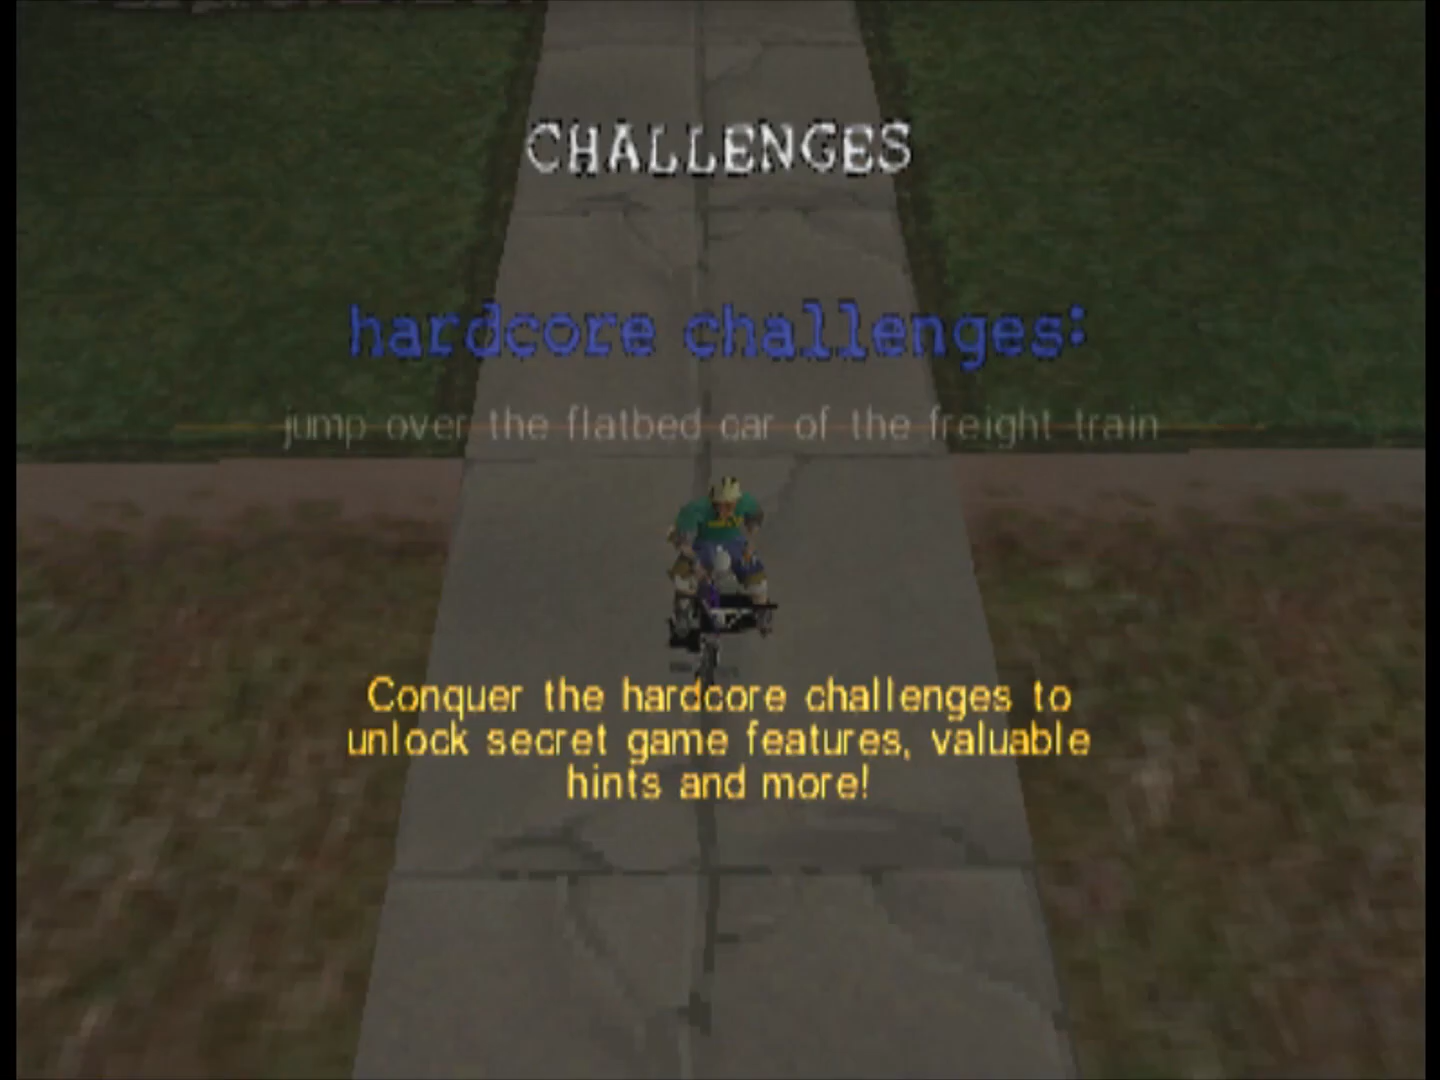 CHALLENGES
hardcore challenges:
jump over the flatbed car of the freight train
Conquer the hardcore challenges to
unlock secret game features, valuable
hints and more!